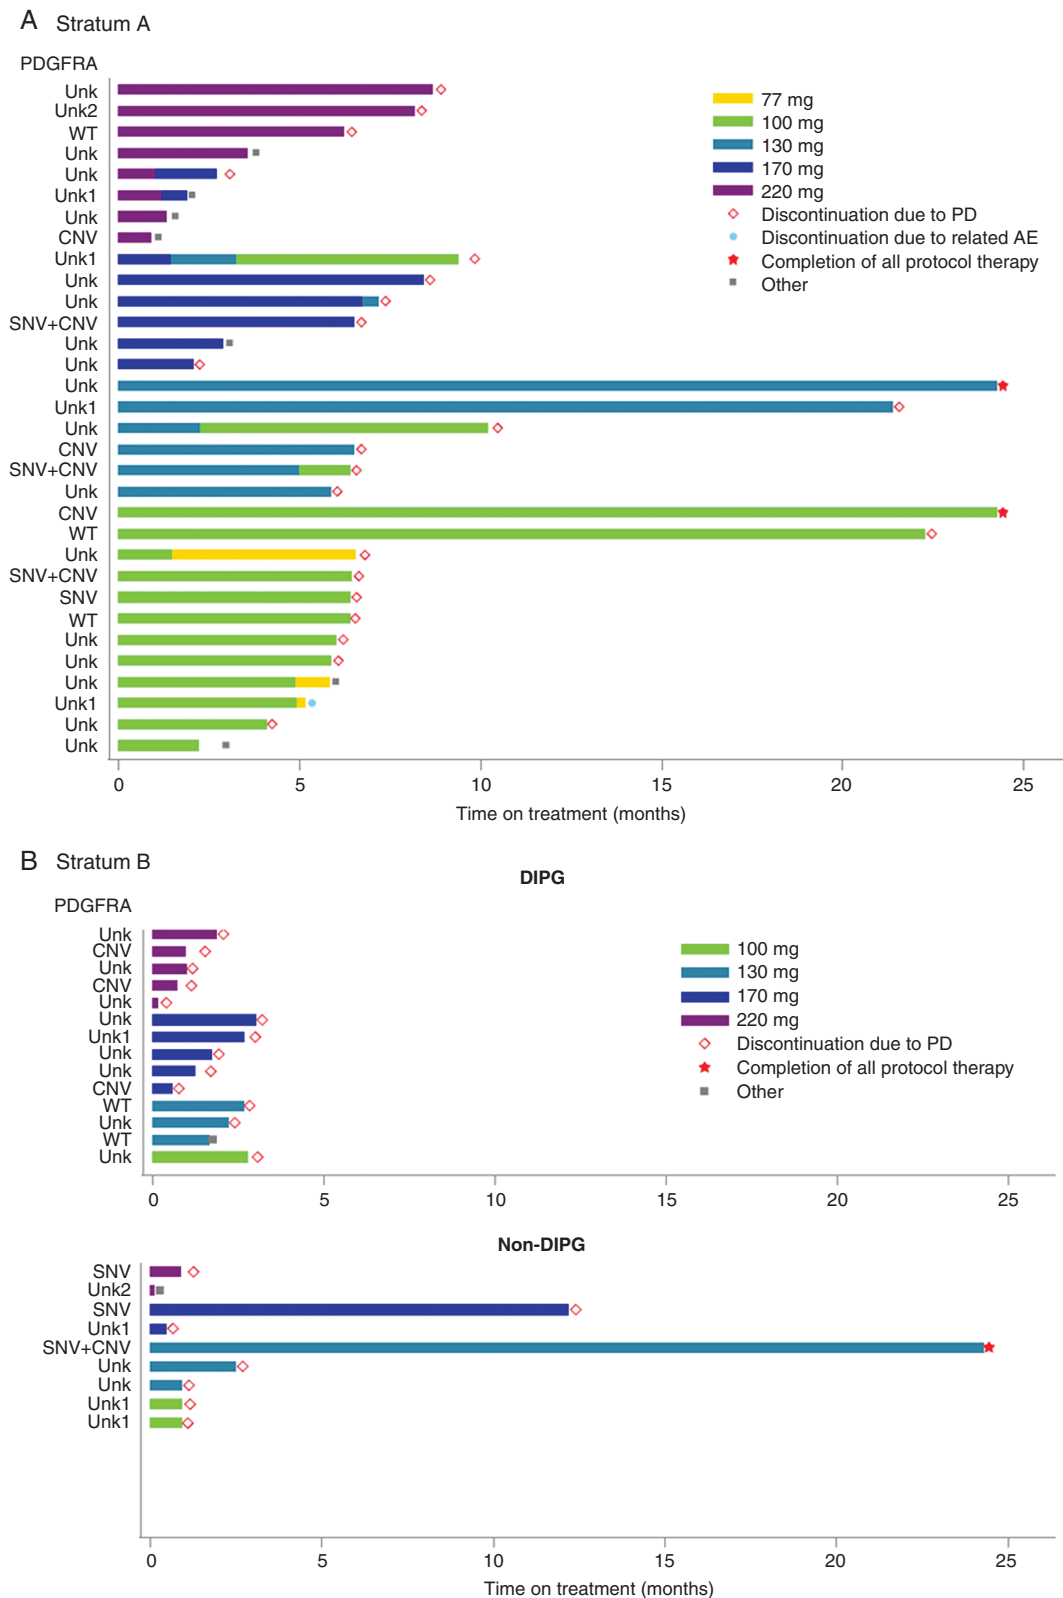 A Stratum A
PDGFRA
Unk
Unk2
WT
Unk
Unk
Unk1
Unk
CNV
Unk1
Unk
Unk
SNV+CNV
Unk
Unk
Unk
Unk1
Unk
CNV
SNV+CNV
Unk
CNV
WT
Unk
SNV+CNV
SNV
WT
Unk
Unk
Unk
Unk1
Unk
Unk
77 mg
100 mg
130 mg
170 mg
220 mg
Discontinuation due to PD
Discontinuation due to related AE
Completion of all protocol therapy
Other
0 5 10 15 20 25
Time on treatment (months)
B Stratum B
DIPG
PDGFRA
Unk
CNV
Unk
CNV
Unk
Unk
Unk1
Unk
Unk
CNV
WT
Unk
WT
Unk
100 mg
130 mg
170 mg
220 mg
Discontinuation due to PD
Completion of all protocol therapy
Other
0 5 10 15 20 25
Non-DIPG
SNV
Unk2
SNV
Unk1
SNV+CNV
Unk
Unk
Unk1
Unk1
0 5 10 15 20 25
Time on treatment (months)